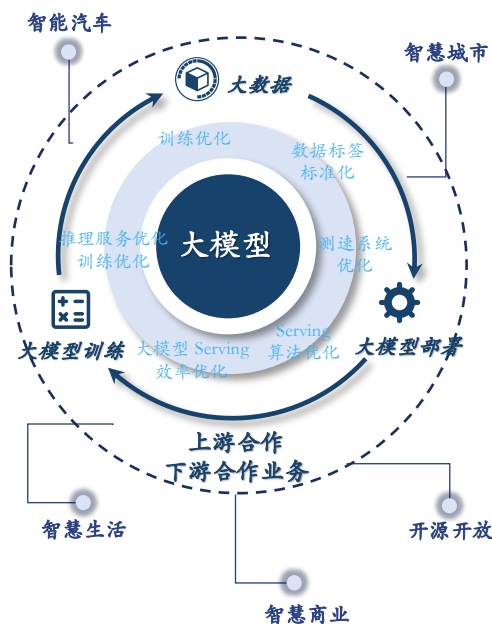 智能汽车
智慧城市
大数据
训练优化
数据标签
标准化
推理服务优化
训练优化
大模型
测速系统
优化
大模型训练
大模型 Serving
效率优化
Serving
算法优化
大模型部署
上游合作
下游合作业务
智慧生活
开源开放
智慧商业